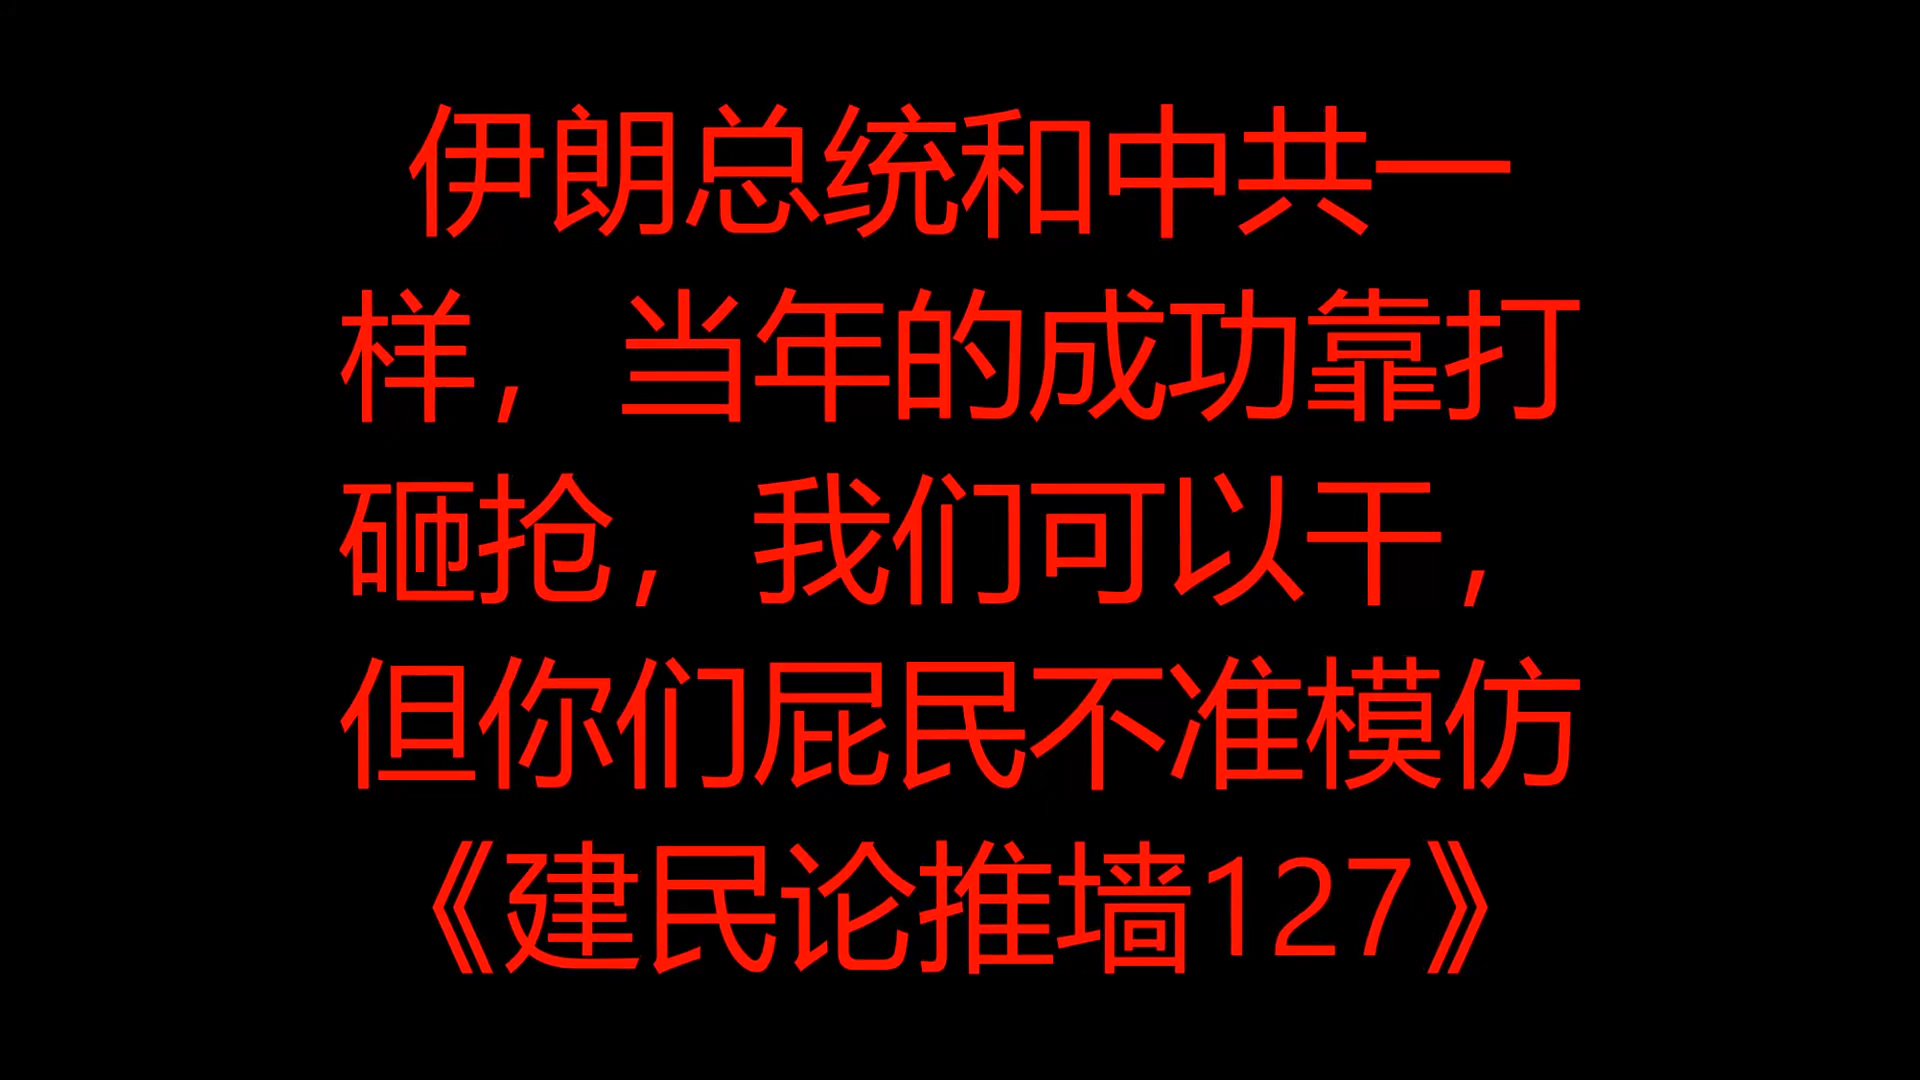 伊朗总统和中共一
样，当年的成功靠打
砸抢，我们可以干，
但你们屁民不准模仿
《建民论推墙127》